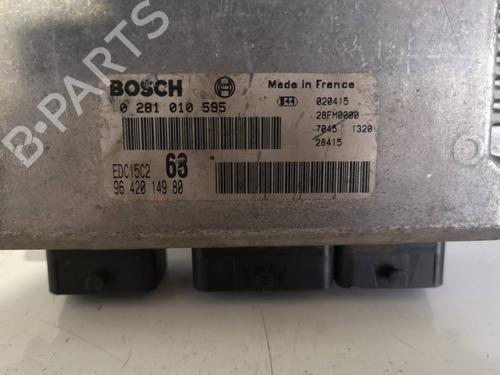 BOSCH
Made in France
0 281 010 595
020415
28FM0000
7045 1320
28415
EDC15C2 63
96 420 149 80
B-PARTS